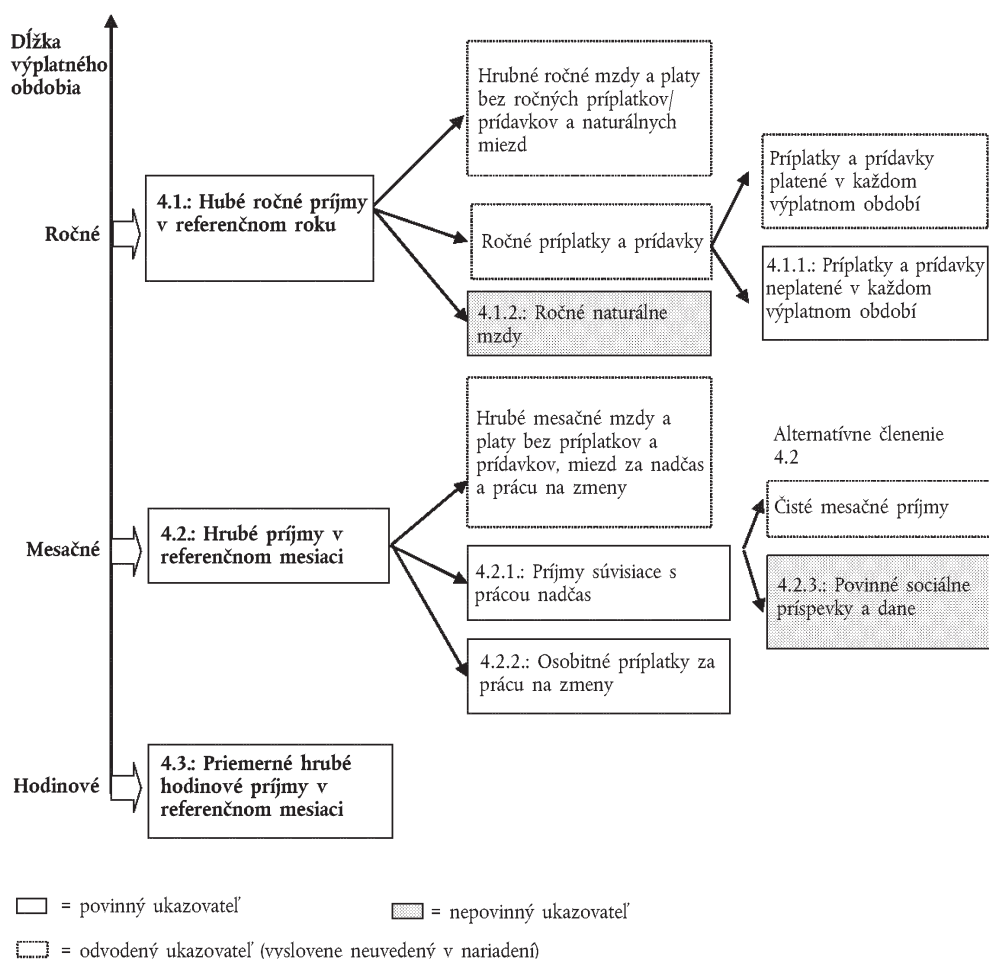 Dĺžka
výplatného
obdobia
Ročné
4.1.: Hubé ročné príjmy
v referenčnom roku
Hrubné ročné mzdy a platy
bez ročných príplatkov/
prídavkov a naturálnych
miezd
Ročné príplatky a prídavky
4.1.2.: Ročné naturálne
mzdy
Príplatky a prídavky
platené v každom
výplatnom období
4.1.1.: Príplatky a prídavky
neplatené v každom
výplatnom období
Mesačné
4.2.: Hrubé príjmy v
referenčnom mesiaci
Hrubé mesačné mzdy a
platy bez príplatkov a
prídavkov, miezd za nadčas
a prácu na zmeny
4.2.1.: Príjmy súvisiace s
prácou nadčas
4.2.2.: Osobitné príplatky za
prácu na zmeny
Alternatívne členenie
4.2
Čisté mesačné príjmy
4.2.3.: Povinné sociálne
príspevky a dane
Hodinové
4.3.: Priemerné hrubé
hodinové príjmy v
referenčnom mesiaci
= povinný ukazovateľ
= nepovinný ukazovateľ
= odvodený ukazovateľ (vyslovene neuvedený v nariadení)